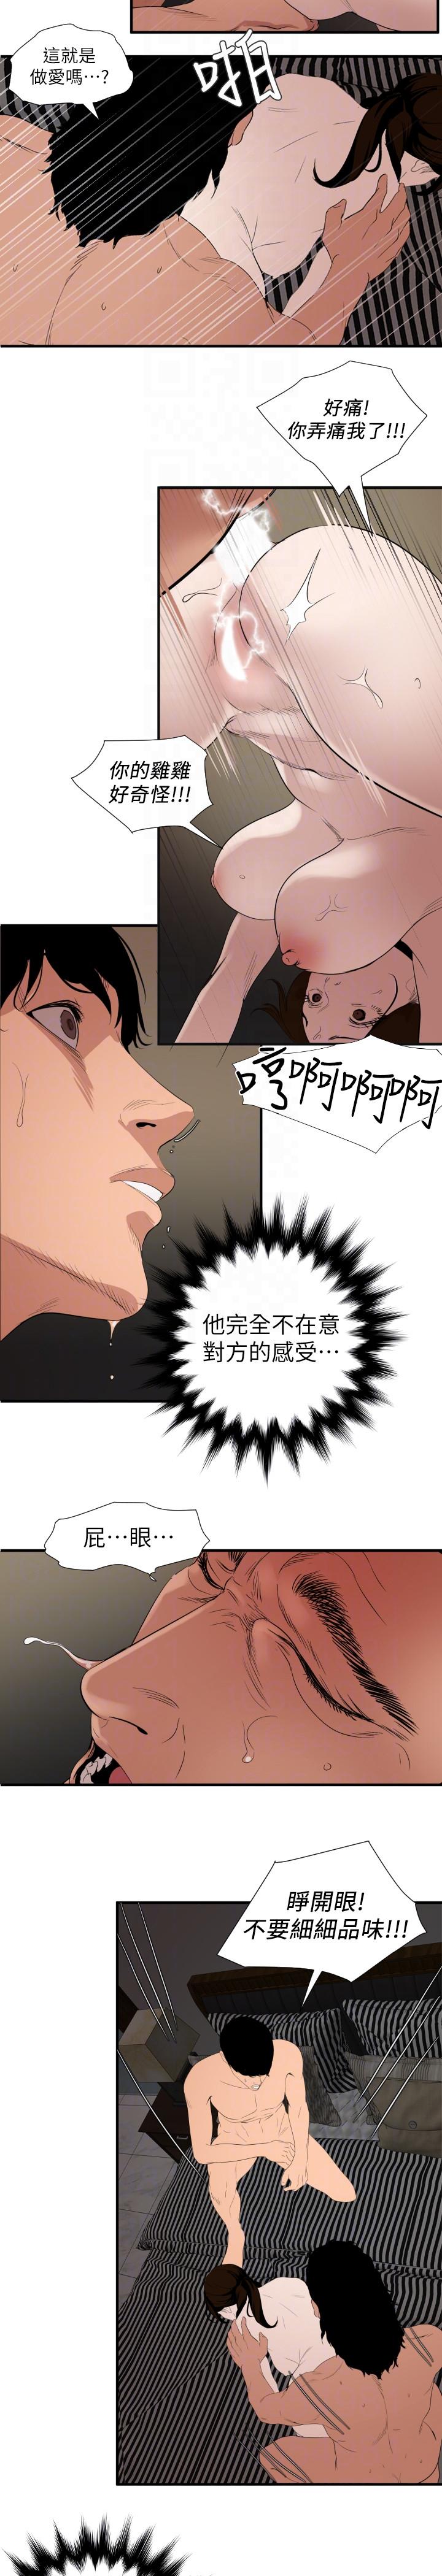 這就是
做愛嗎…?
啪
好痛!
你弄痛我了!!!
你的雞雞
好奇怪!!!
哼啊啊啊
他完全不在意
對方的感受…
屁…眼…
睜開眼!
不要細細品味!!!